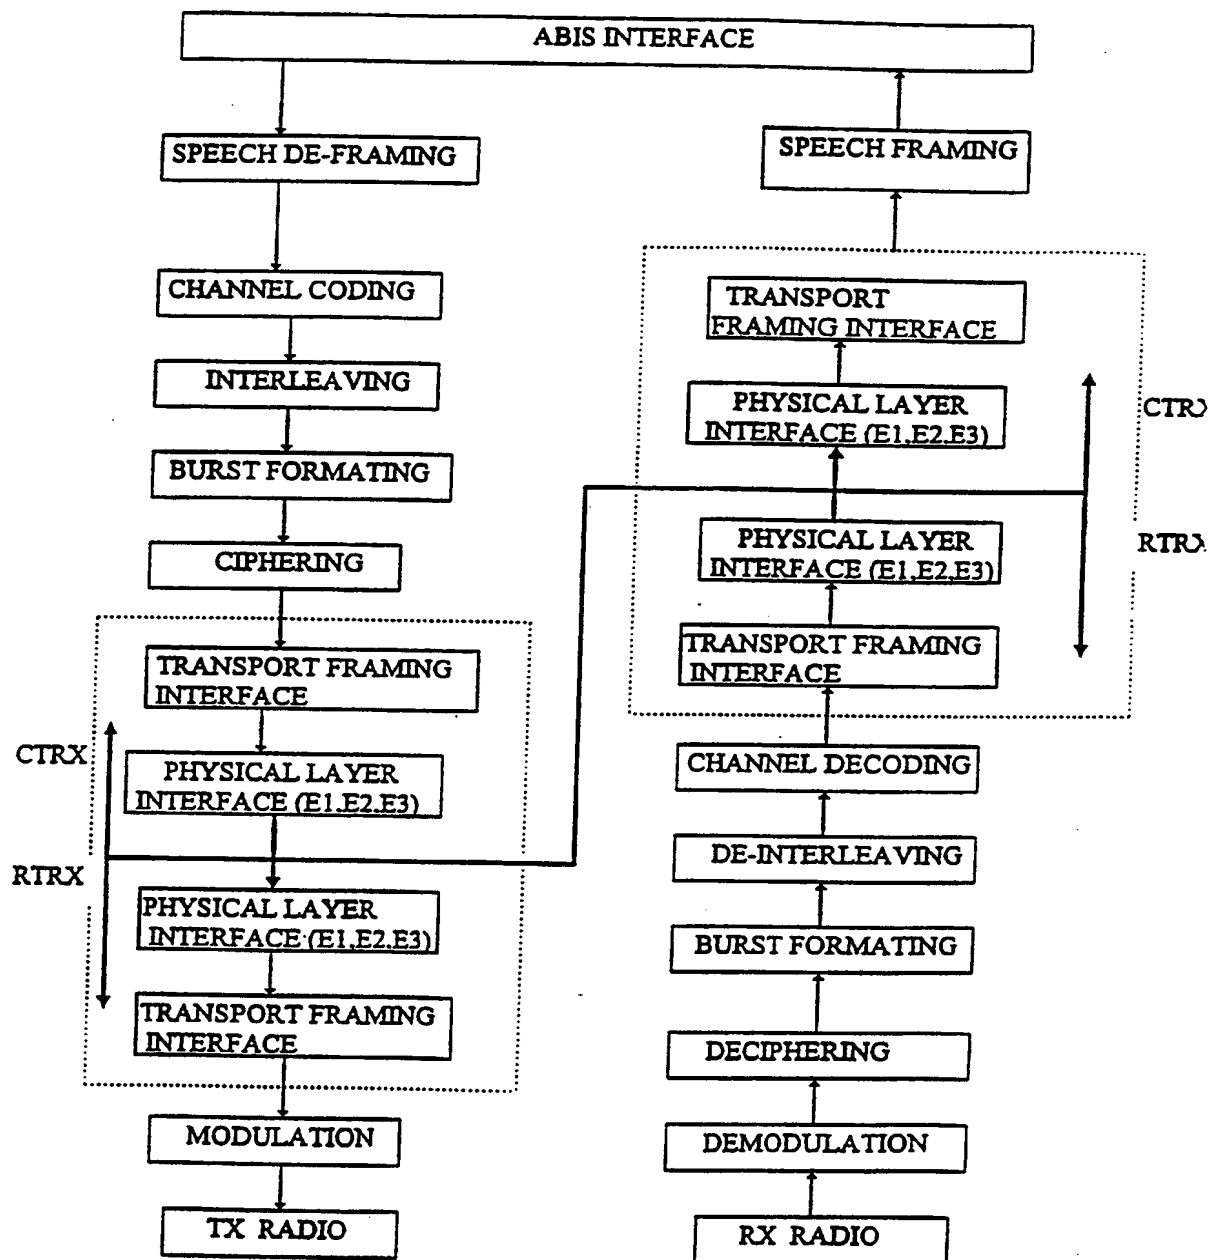 ABIS INTERFACE
SPEECH DE-FRAMING
CHANNEL CODING
INTERLEAVING
BURST FORMATING
CIPHERING
TRANSPORT FRAMING
INTERFACE
CTRX
PHYSICAL LAYER
INTERFACE (E1,E2,E3)
RTRX
PHYSICAL LAYER
INTERFACE (E1,E2,E3)
TRANSPORT FRAMING
INTERFACE
MODULATION
TX RADIO
SPEECH FRAMING
TRANSPORT
FRAMING INTERFACE
PHYSICAL LAYER
INTERFACE (E1,E2,E3)
PHYSICAL LAYER
INTERFACE (E1,E2,E3)
TRANSPORT FRAMING
INTERFACE
CHANNEL DECODING
DE-INTERLEAVING
BURST FORMATING
DECIPHERING
DEMODULATION
RX RADIO